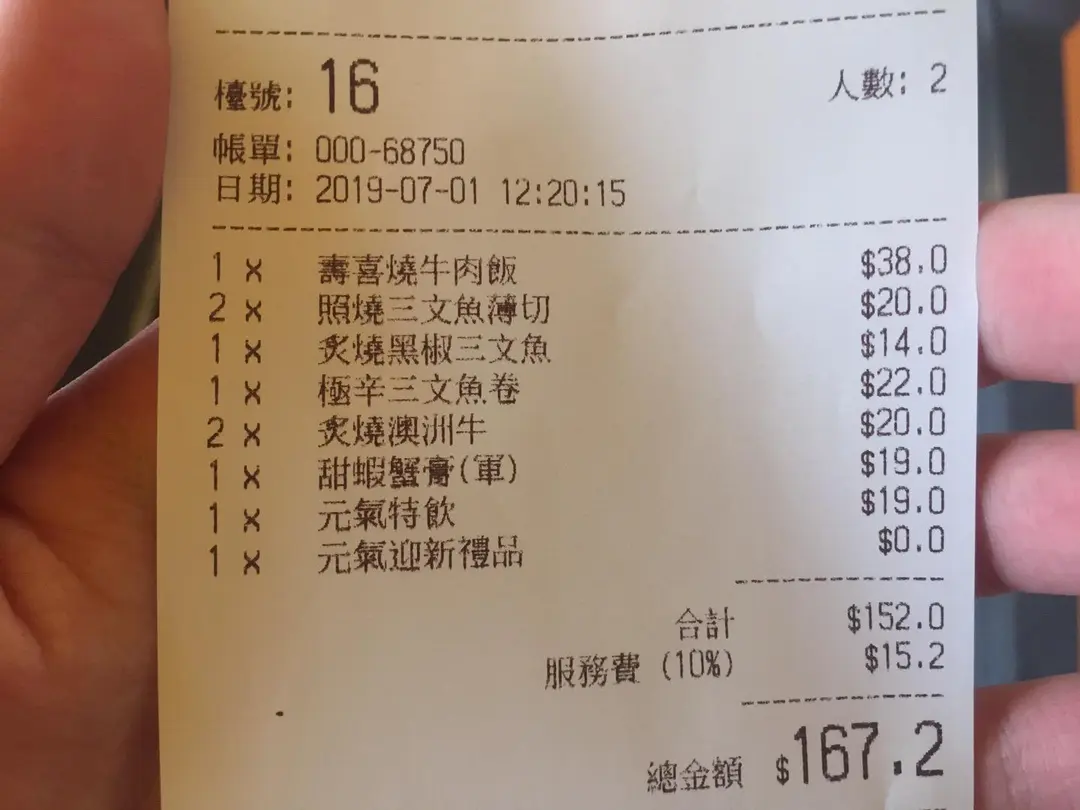 檯號: 16 人數: 2
帳單: 000-68750
日期: 2019-07-01 12:20:15
1 x 壽喜燒牛肉飯 $38.0
2 x 照燒三文魚薄切 $20.0
1 x 炙燒黑椒三文魚 $14.0
1 x 極辛三文魚卷 $22.0
2 x 炙燒澳洲牛 $20.0
1 x 甜蝦蟹膏(軍) $19.0
1 x 元氣特飲 $19.0
1 x 元氣迎新禮品 $0.0
合計 $152.0
服務費 (10%) $15.2
總金額 $167.2